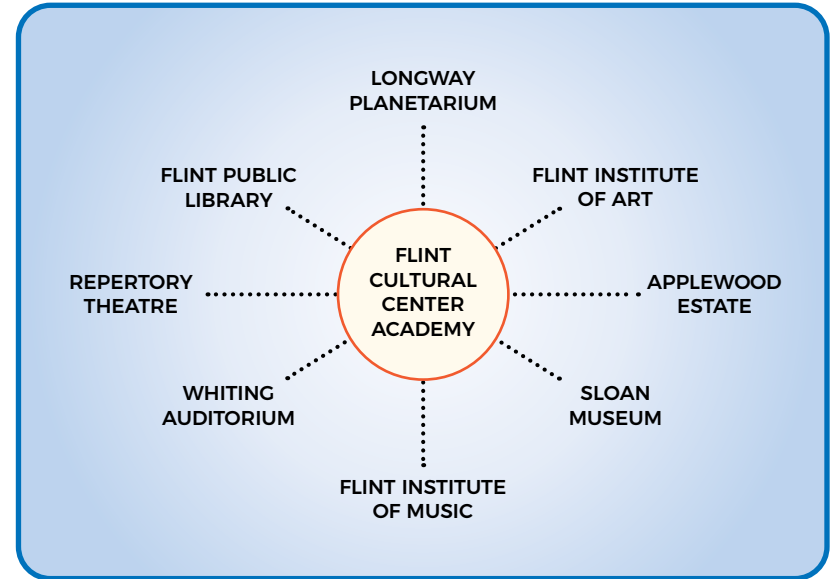 LONGWAY
PLANETARIUM
FLINT PUBLIC
LIBRARY
FLINT INSTITUTE
OF ART
REPERTORY
THEATRE
FLINT
CULTURAL
CENTER
ACADEMY
APPLEWOOD
ESTATE
WHITING
AUDITORIUM
SLOAN
MUSEUM
FLINT INSTITUTE
OF MUSIC